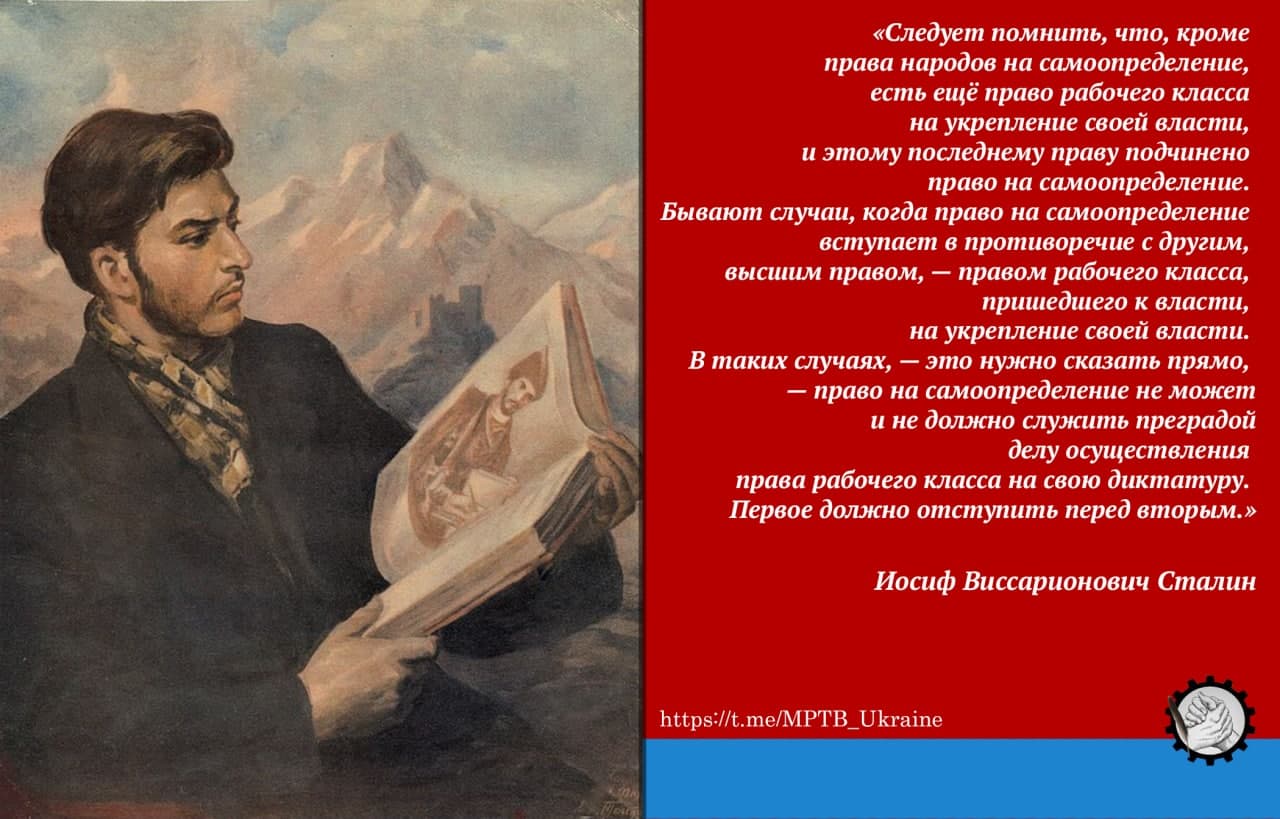 «Следует помнить, что, кроме
права народов на самоопределение,
есть ещё право рабочего класса
на укрепление своей власти,
и этому последнему праву подчинено
право на самоопределение.
Бывают случаи, когда право на самоопределение
вступает в противоречие с другим,
высшим правом, — правом рабочего класса,
пришедшего к власти,
на укрепление своей власти.
В таких случаях, — это нужно сказать прямо,
— право на самоопределение не может
и не должно служить преградой
делу осуществления
права рабочего класса на свою диктатуру.
Первое должно отступить перед вторым.»
Иосиф Виссарионович Сталин
https://t.me/MPTB_Ukraine